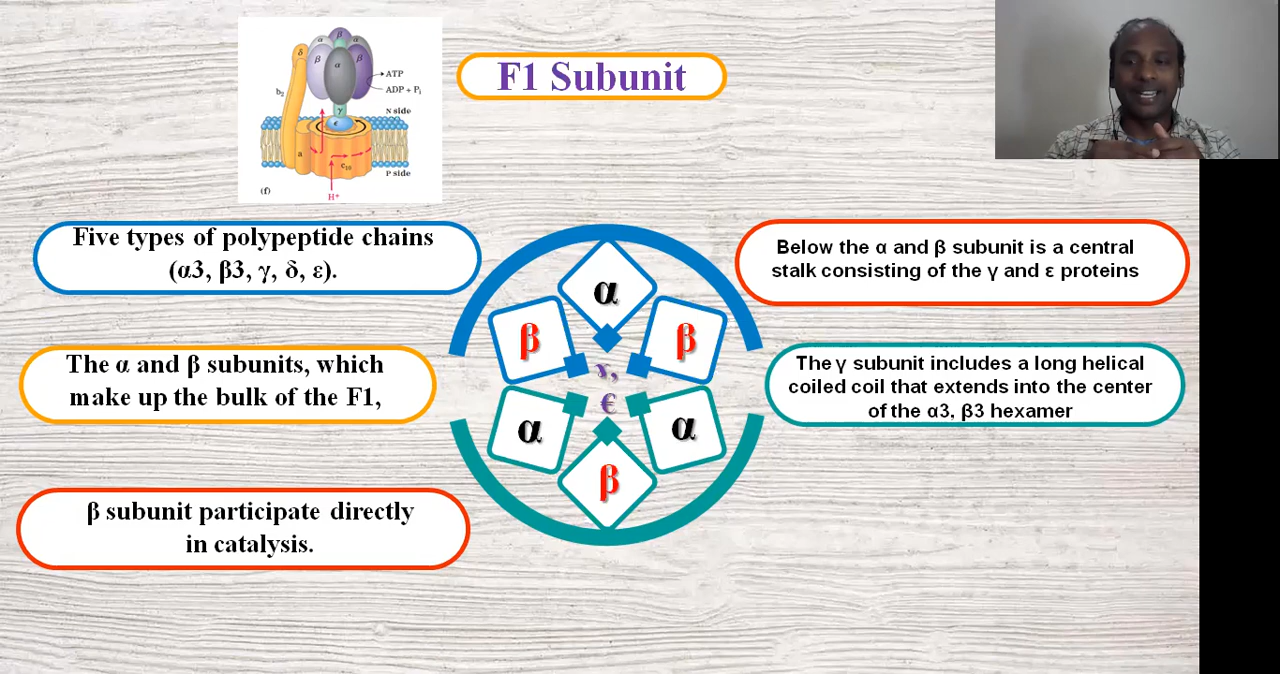 F1 Subunit
δ
α
β
α
β
α
β
ATP
ADP + Pi
b2
γ
N side
ε
a
c10
P side
(f)
H+
Five types of polypeptide chains
(α3, β3, γ, δ, ε).
The α and β subunits, which
make up the bulk of the F1,
β subunit participate directly
in catalysis.
α
β
β
γ,
є
α
α
β
Below the α and β subunit is a central
stalk consisting of the γ and ε proteins
The γ subunit includes a long helical
coiled coil that extends into the center
of the α3, β3 hexamer